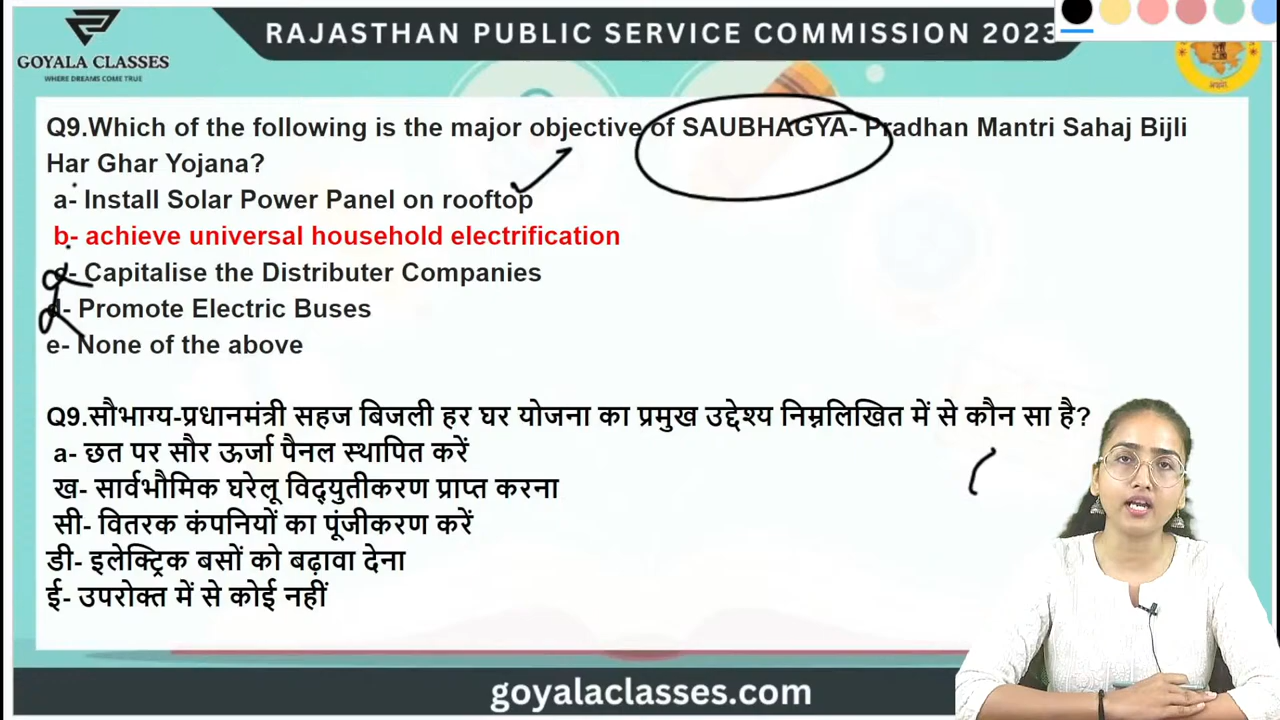 RAJASTHAN PUBLIC SERVICE COMMISSION 2023
GOYALA CLASSES
WHERE DREAMS COME TRUE
Q9.Which of the following is the major objective of SAUBHAGYA- Pradhan Mantri Sahaj Bijli
Har Ghar Yojana?
a- Install Solar Power Panel on rooftop
b- achieve universal household electrification
- Capitalise the Distributer Companies
d- Promote Electric Buses
e- None of the above
Q9.सौभाग्य-प्रधानमंत्री सहज बिजली हर घर योजना का प्रमुख उद्देश्य निम्नलिखित में से कौन सा है?
a- छत पर सौर ऊर्जा पैनल स्थापित करें
ख- सार्वभौमिक घरेलू विद्युतीकरण प्राप्त करना
सी- वितरक कंपनियों का पूंजीकरण करें
डी- इलेक्ट्रिक बसों को बढ़ावा देना
ई- उपरोक्त में से कोई नहीं
goyalaclasses.com